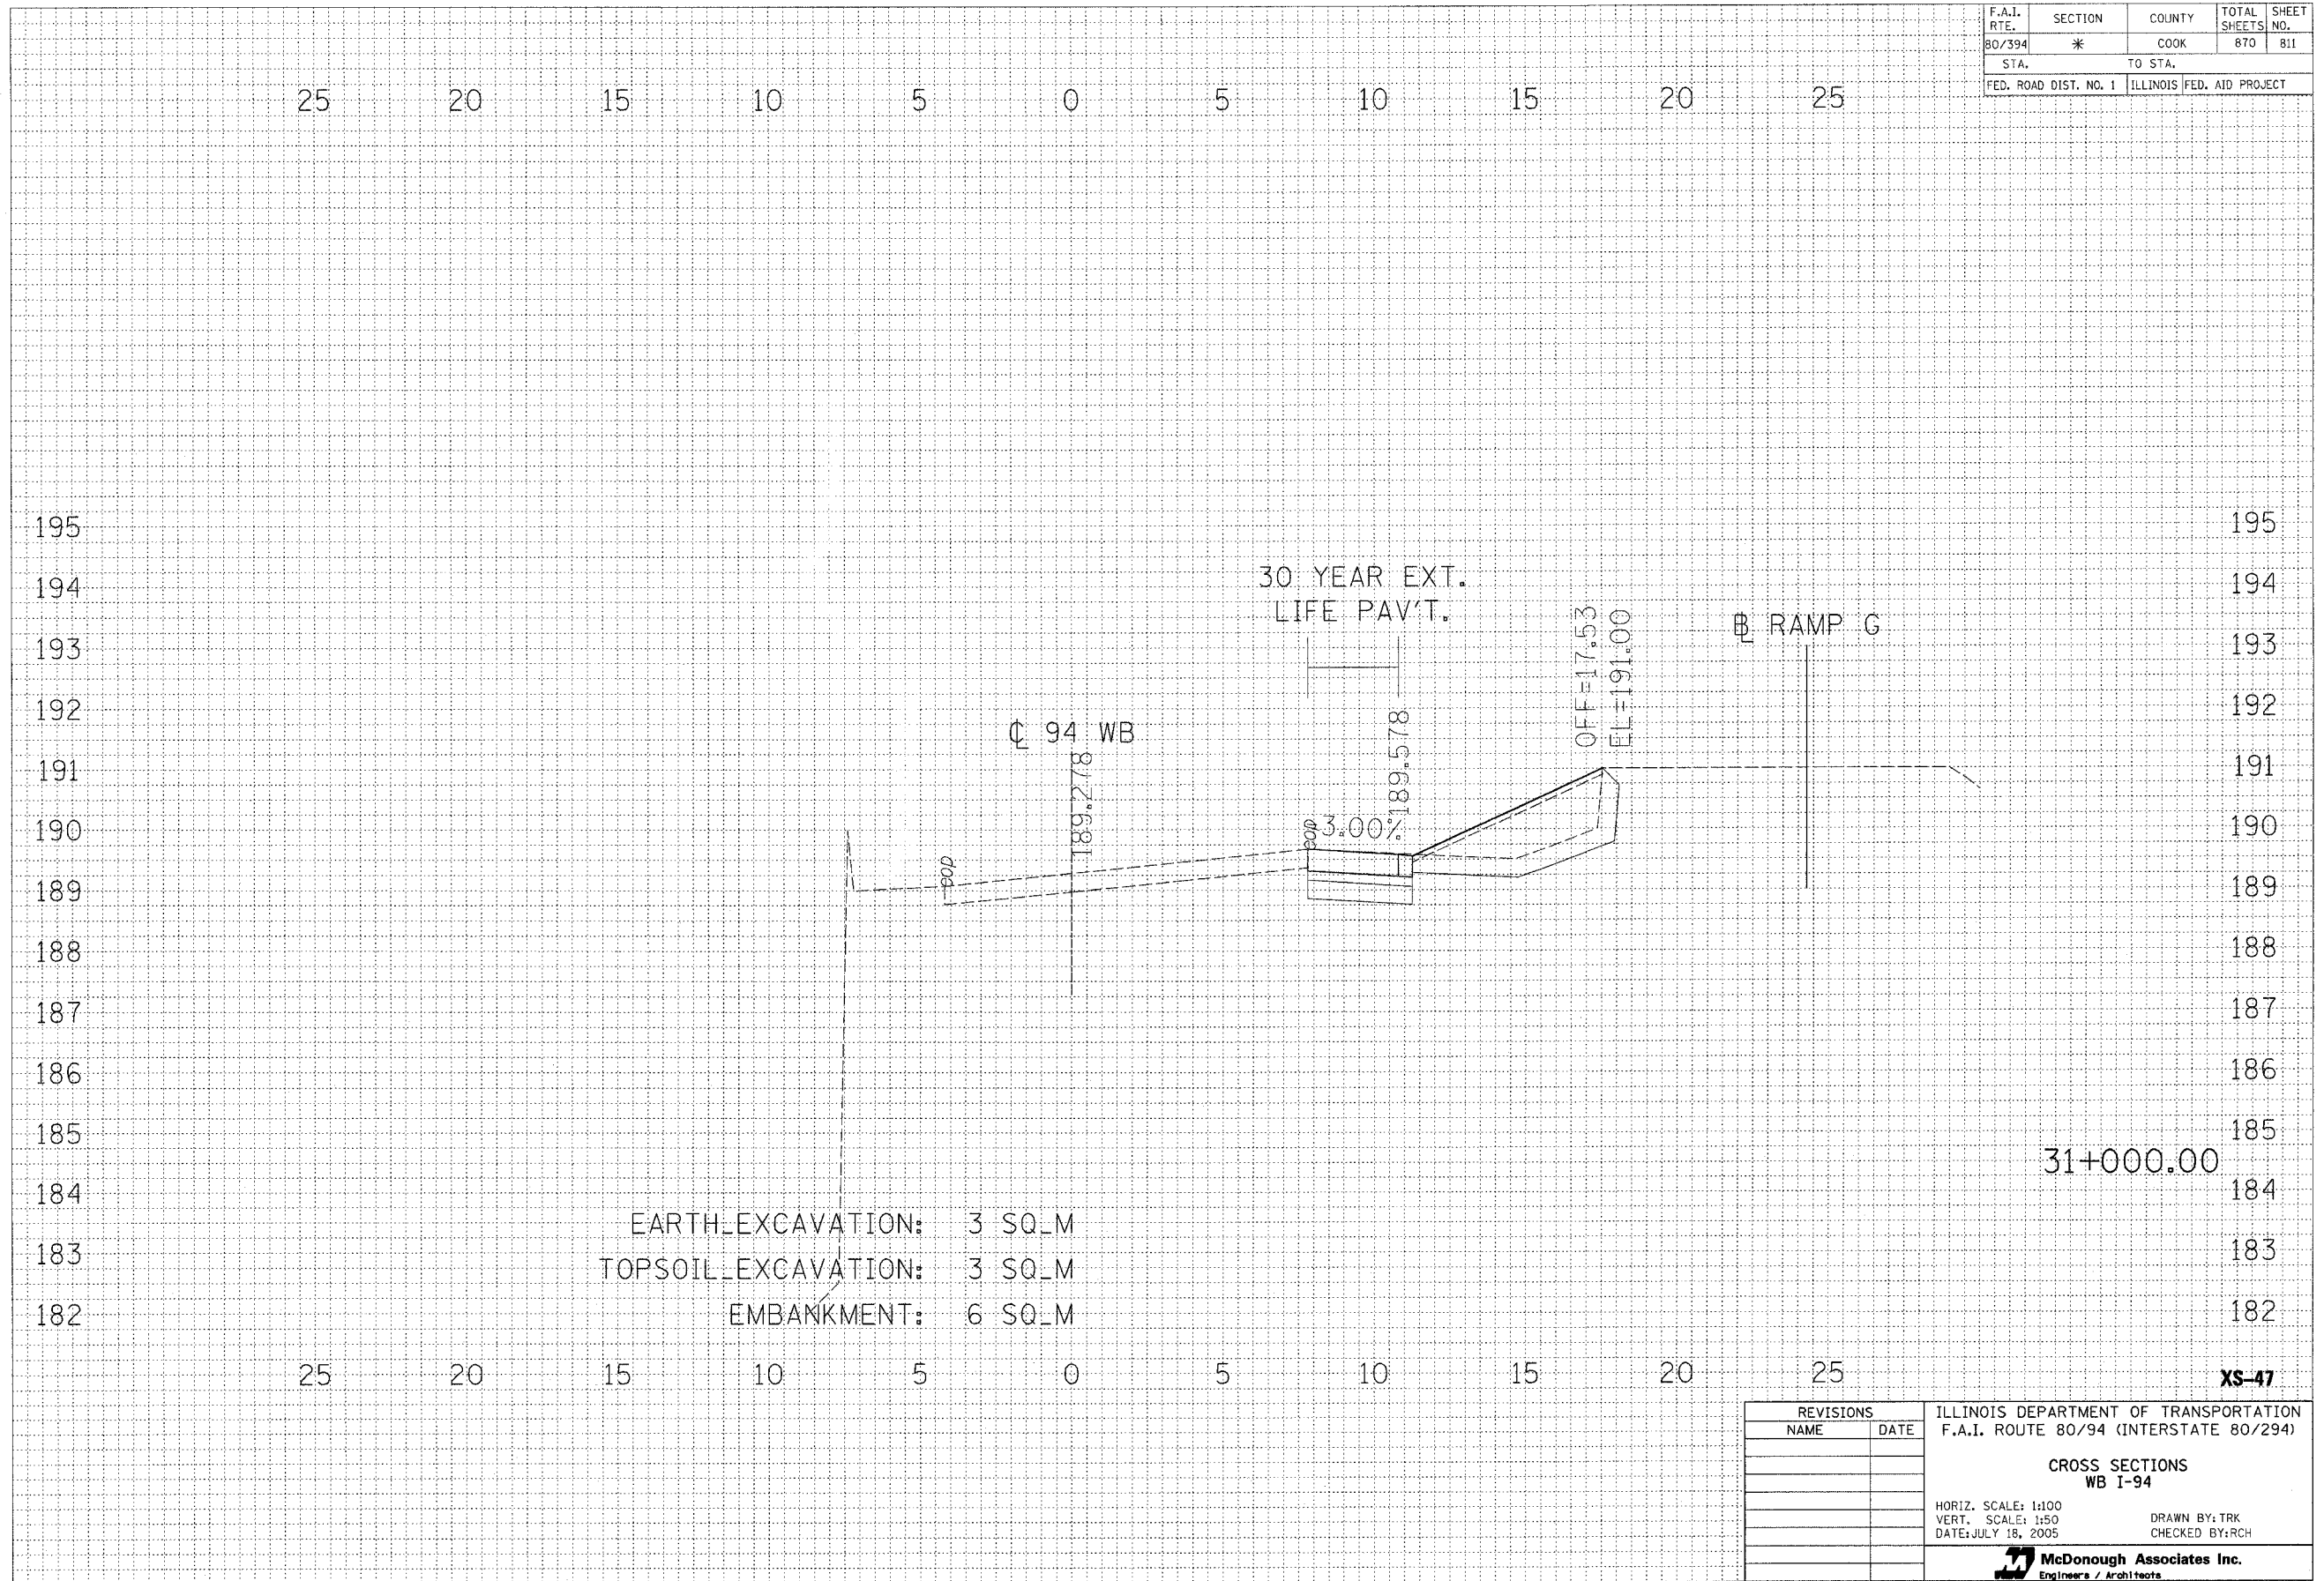 F.A.I. RTE. SECTION COUNTY TOTAL SHEETS SHEET NO.
80/394 * COOK 870 811
STA. TO STA.
FED. ROAD DIST. NO. 1 ILLINOIS FED. AID PROJECT
25 20 15 10 5 0 5 10 15 20 25
195 195
30 YEAR EXT.
194 194
LIFE PAV'T.
OFF=17.53
EL=191.00
℄ RAMP G
193 193
192 192
℄ 94 WB
189.278
189.578
191 191
190 190
eop
3.00%
eop
189 189
188 188
187 187
186 186
185 185
31+000.00
184 184
EARTH_EXCAVATION: 3 SQ_M
183 183
TOPSOIL_EXCAVATION: 3 SQ_M
182 182
EMBANKMENT: 6 SQ_M
25 20 15 10 5 0 5 10 15 20 25
XS-47
REVISIONS
NAME DATE
ILLINOIS DEPARTMENT OF TRANSPORTATION
F.A.I. ROUTE 80/94 (INTERSTATE 80/294)
CROSS SECTIONS
WB I-94
HORIZ. SCALE: 1:100
VERT. SCALE: 1:50
DATE: JULY 18, 2005
DRAWN BY: TRK
CHECKED BY: RCH
McDonough Associates Inc.
Engineers / Architects